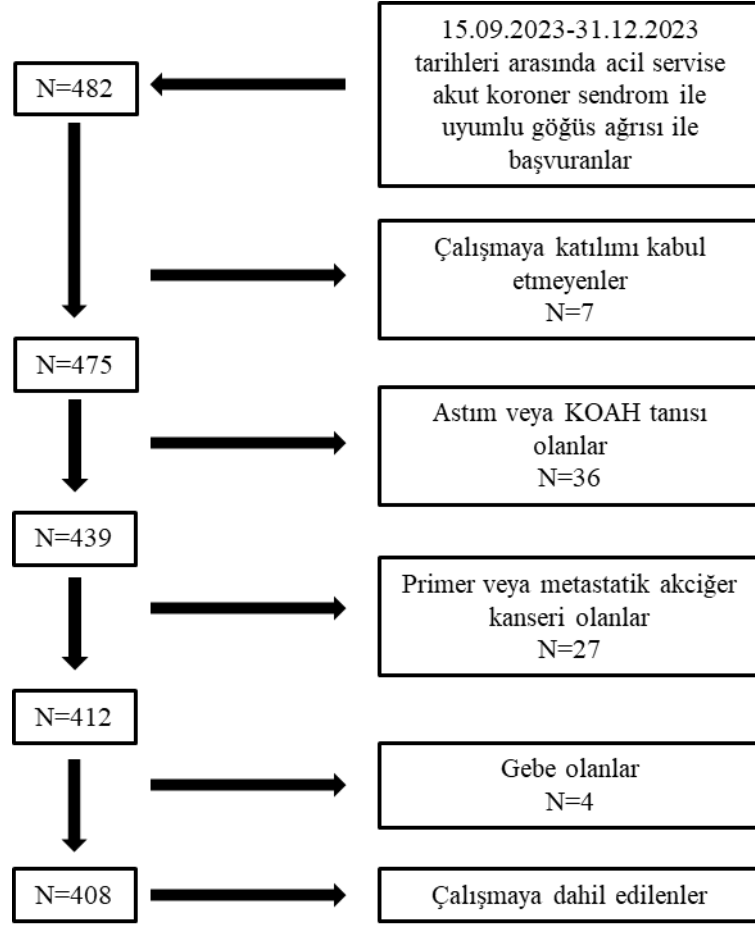 15.09.2023-31.12.2023
tarihleri arasında acil servise
akut koroner sendrom ile
uyumlu göğüs ağrısı ile
başvuranlar
N=482
Çalışmaya katılımı kabul
etmeyenler
N=7
N=475
Astım veya KOAH tanısı
olanlar
N=36
N=439
Primer veya metastatik akciğer
kanseri olanlar
N=27
N=412
Gebe olanlar
N=4
N=408
Çalışmaya dahil edilenler